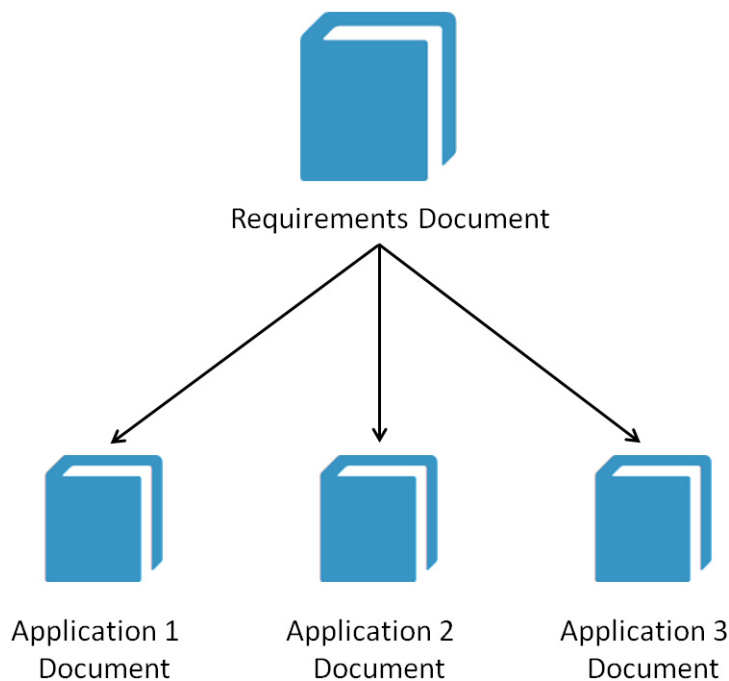 Requirements Document
Application 1
Document
Application 2
Document
Application 3
Document